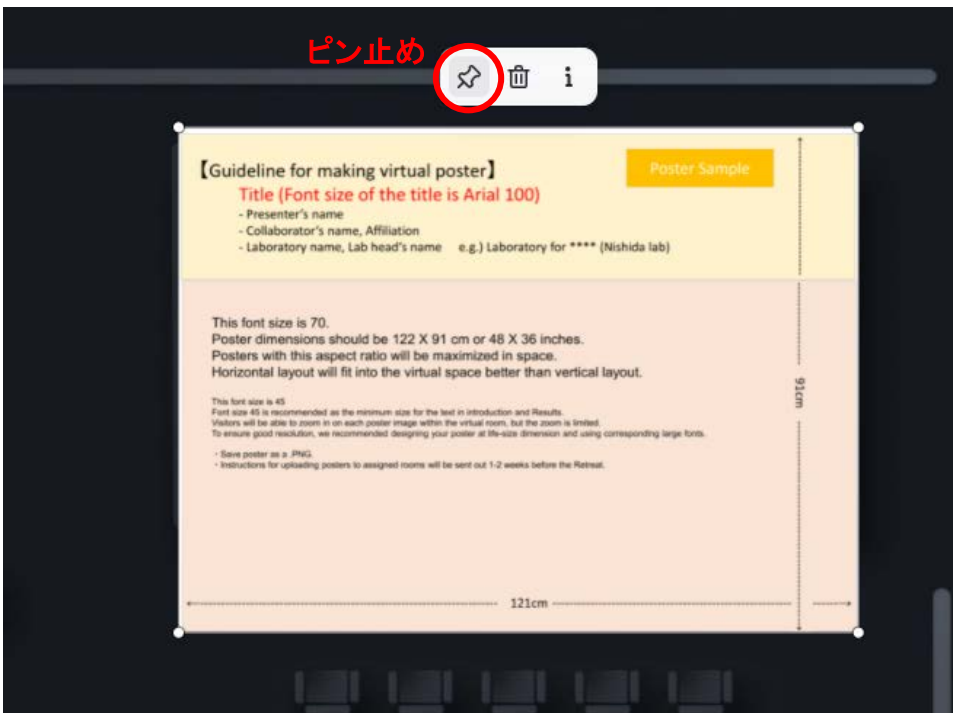 ピン止め
i
【Guideline for making virtual poster】
Poster Sample
Title (Font size of the title is Arial 100)
- Presenter's name
- Collaborator's name, Affiliation
- Laboratory name, Lab head's name e.g.) Laboratory for **** (Nishida lab)
This font size is 70.
Poster dimensions should be 122 X 91 cm or 48 X 36 inches.
Posters with this aspect ratio will be maximized in space.
Horizontal layout will fit into the virtual space better than vertical layout.
91cm
This font size is 45
Font size 45 is recommended as the minimum size for the text in introduction and Results.
Visitors will be able to zoom in on each poster image within the virtual room, but the zoom is limited.
To ensure good resolution, we recommended designing your poster at life-size dimension and using corresponding large fonts.
・Save poster as a .PNG.
・Instructions for uploading posters to assigned rooms will be sent out 1-2 weeks before the Retreat.
121cm